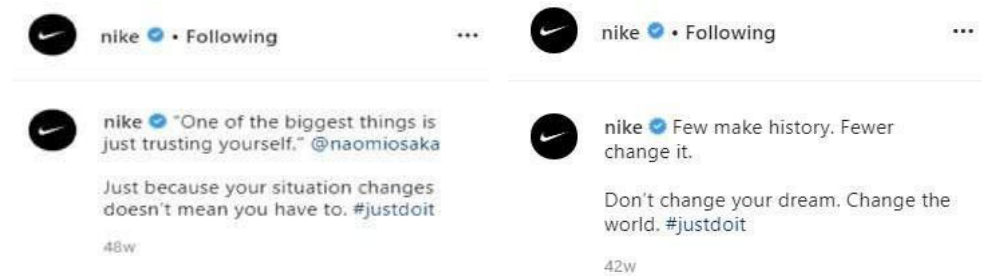 nike • Following
nike "One of the biggest things is
just trusting yourself." @naomiosaka
Just because your situation changes
doesn't mean you have to. #justdoit
48w
nike • Following
nike Few make history. Fewer
change it.
Don't change your dream. Change the
world. #justdoit
42w